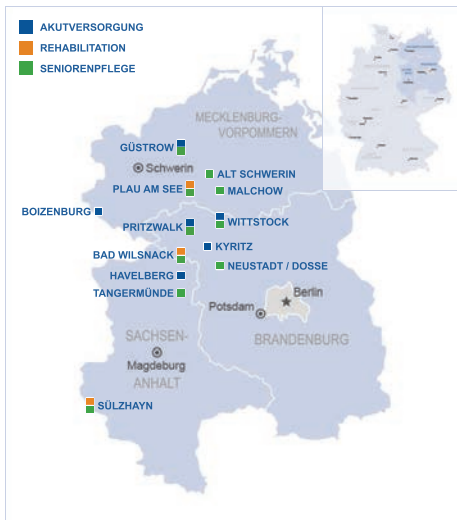 AKUTVERSORGUNG
REHABILITATION
SENIORENPFLEGE
MECKLENBURG-
VORPOMMERN
GÜSTROW
Schwerin
ALT SCHWERIN
PLAU AM SEE
MALCHOW
BOIZENBURG
PRITZWALK
WITTSTOCK
KYRITZ
BAD WILSNACK
NEUSTADT / DOSSE
HAVELBERG
TANGERMÜNDE
Berlin
Potsdam
SACHSEN-
BRANDENBURG
Magdeburg
ANHALT
SÜLZHAYN